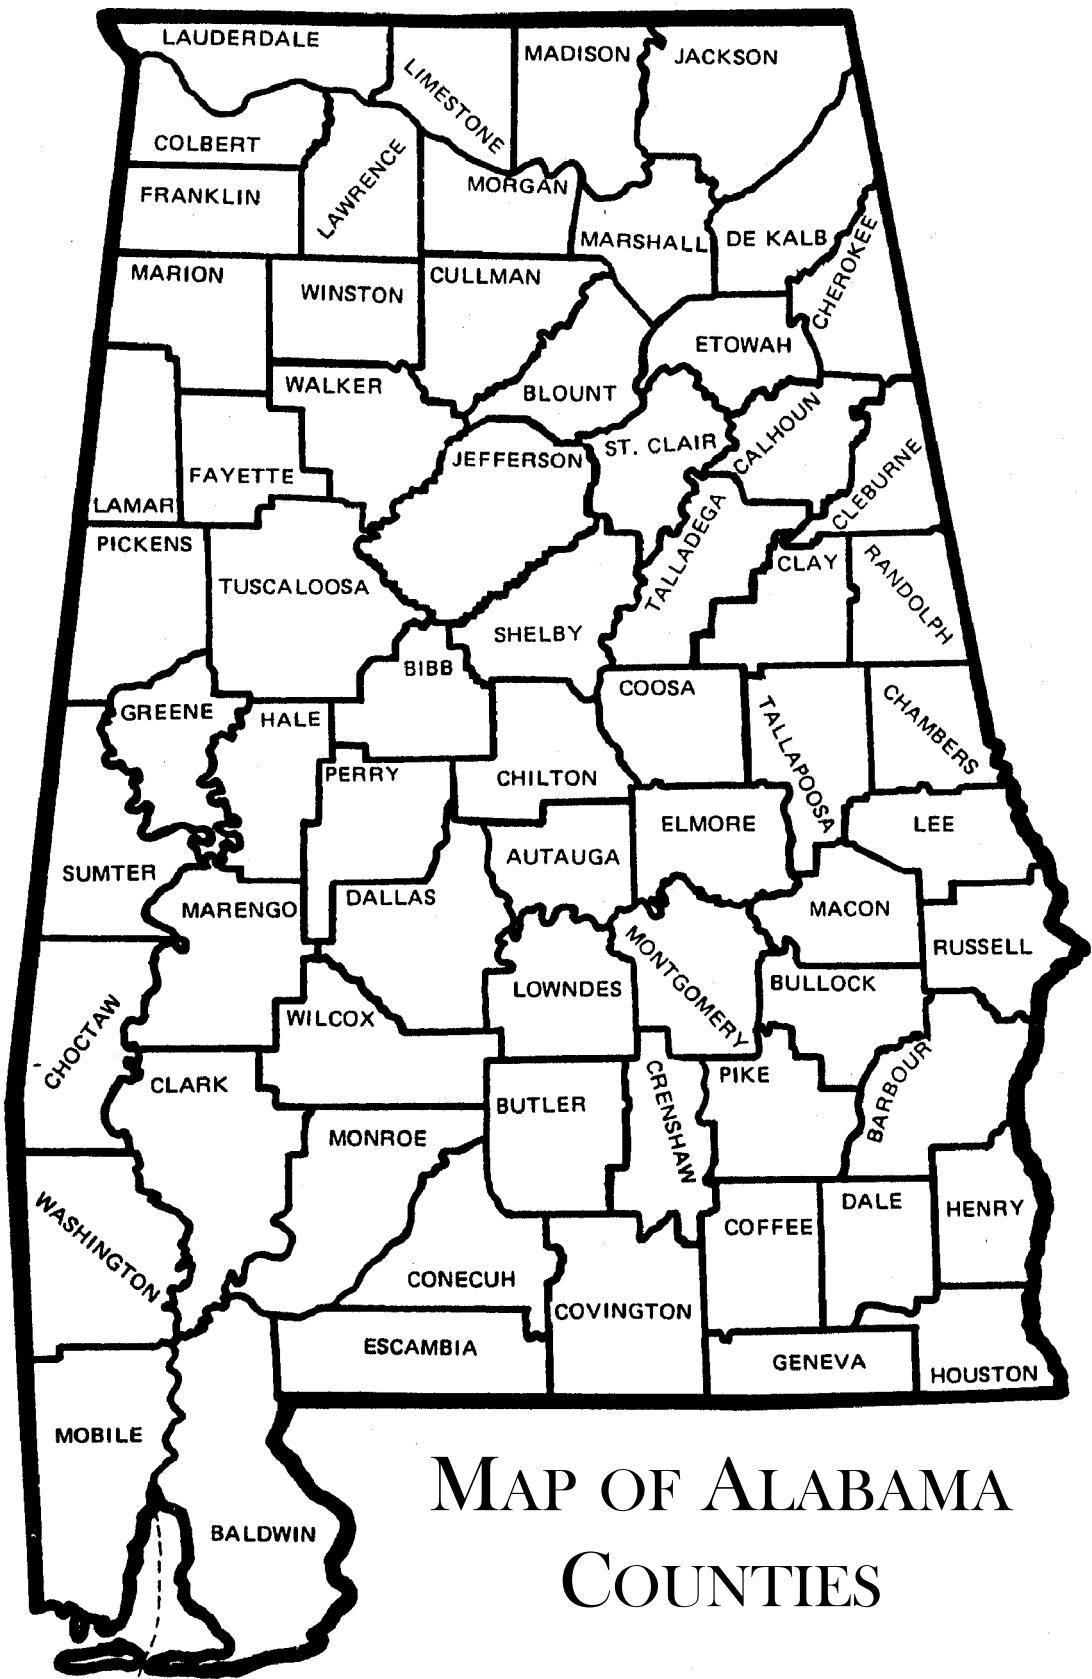 LAUDERDALE
LIMESTONE
MADISON
JACKSON
COLBERT
LAWRENCE
FRANKLIN
MORGAN
MARSHALL
DE KALB
CHEROKEE
MARION
WINSTON
CULLMAN
ETOWAH
WALKER
BLOUNT
ST. CLAIR
CALHOUN
JEFFERSON
FAYETTE
LAMAR
CLEBURNE
PICKENS
TUSCALOOSA
TALLADEGA
CLAY
RANDOLPH
SHELBY
BIBB
COOSA
GREENE
HALE
TALLAPOOSA
CHAMBERS
PERRY
CHILTON
ELMORE
LEE
SUMTER
AUTAUGA
MARENGO
DALLAS
MACON
RUSSELL
LOWNDES
MONTGOMERY
BULLOCK
CHOCTAW
WILCOX
CLARK
BUTLER
CRENSHAW
PIKE
BARBOUR
MONROE
WASHINGTON
COFFEE
DALE
HENRY
CONECUH
COVINGTON
ESCAMBIA
GENEVA
HOUSTON
MOBILE
BALDWIN
MAP OF ALABAMA
COUNTIES